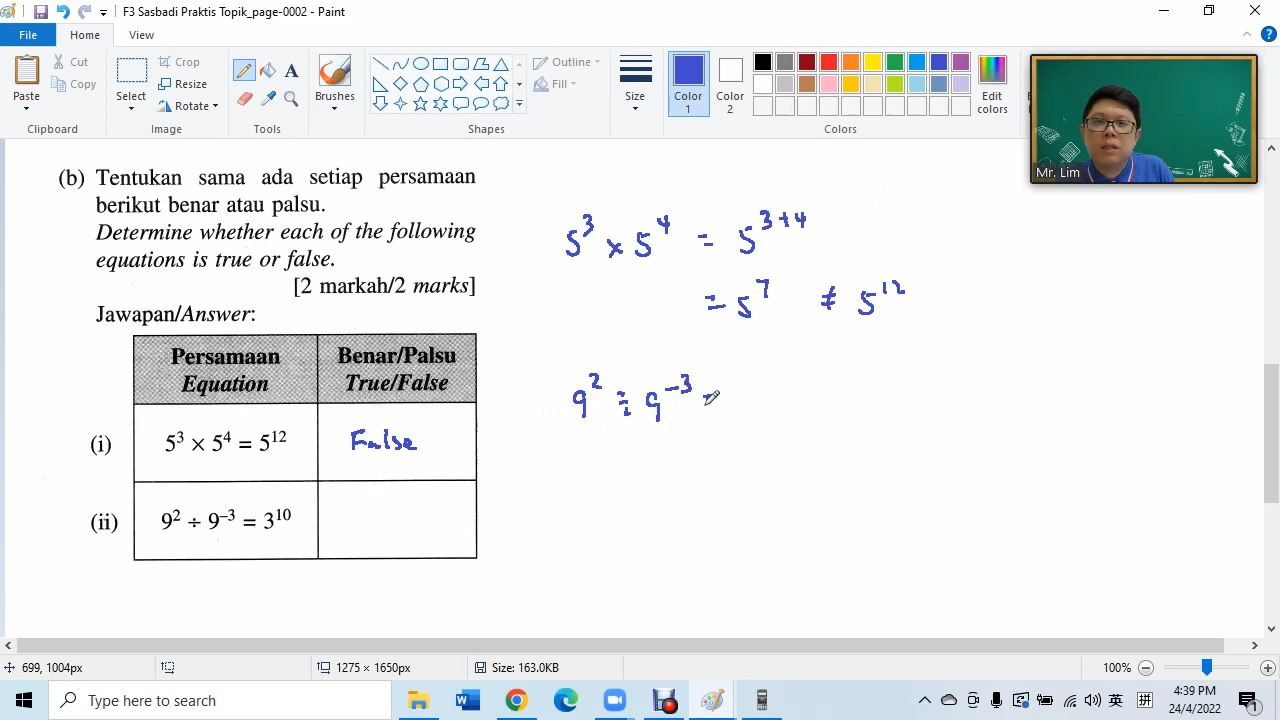 F3 Sasbadi Praktis Topik_page-0002 - Paint
File Home View
Paste Cut Copy Clipboard
Select Crop Resize Rotate Image
A Tools
Brushes
Outline Fill Shapes
Size
Color 1 Color 2 Edit colors Colors
Mr. Lim
(b) Tentukan sama ada setiap persamaan
berikut benar atau palsu.
Determine whether each of the following
equations is true or false.
[2 markah/2 marks]
Jawapan/Answer:
Persamaan Benar/Palsu
Equation True/False
(i) 5³ × 5⁴ = 5¹² False
(ii) 9² ÷ 9⁻³ = 3¹⁰
5³ × 5⁴ = 5³⁺⁴
= 5⁷ ≠ 5¹²
9² ÷ 9⁻³
699, 1004px 1275 × 1650px Size: 163.0KB 100%
Type here to search
英 拼 4:39 PM
24/4/2022
1